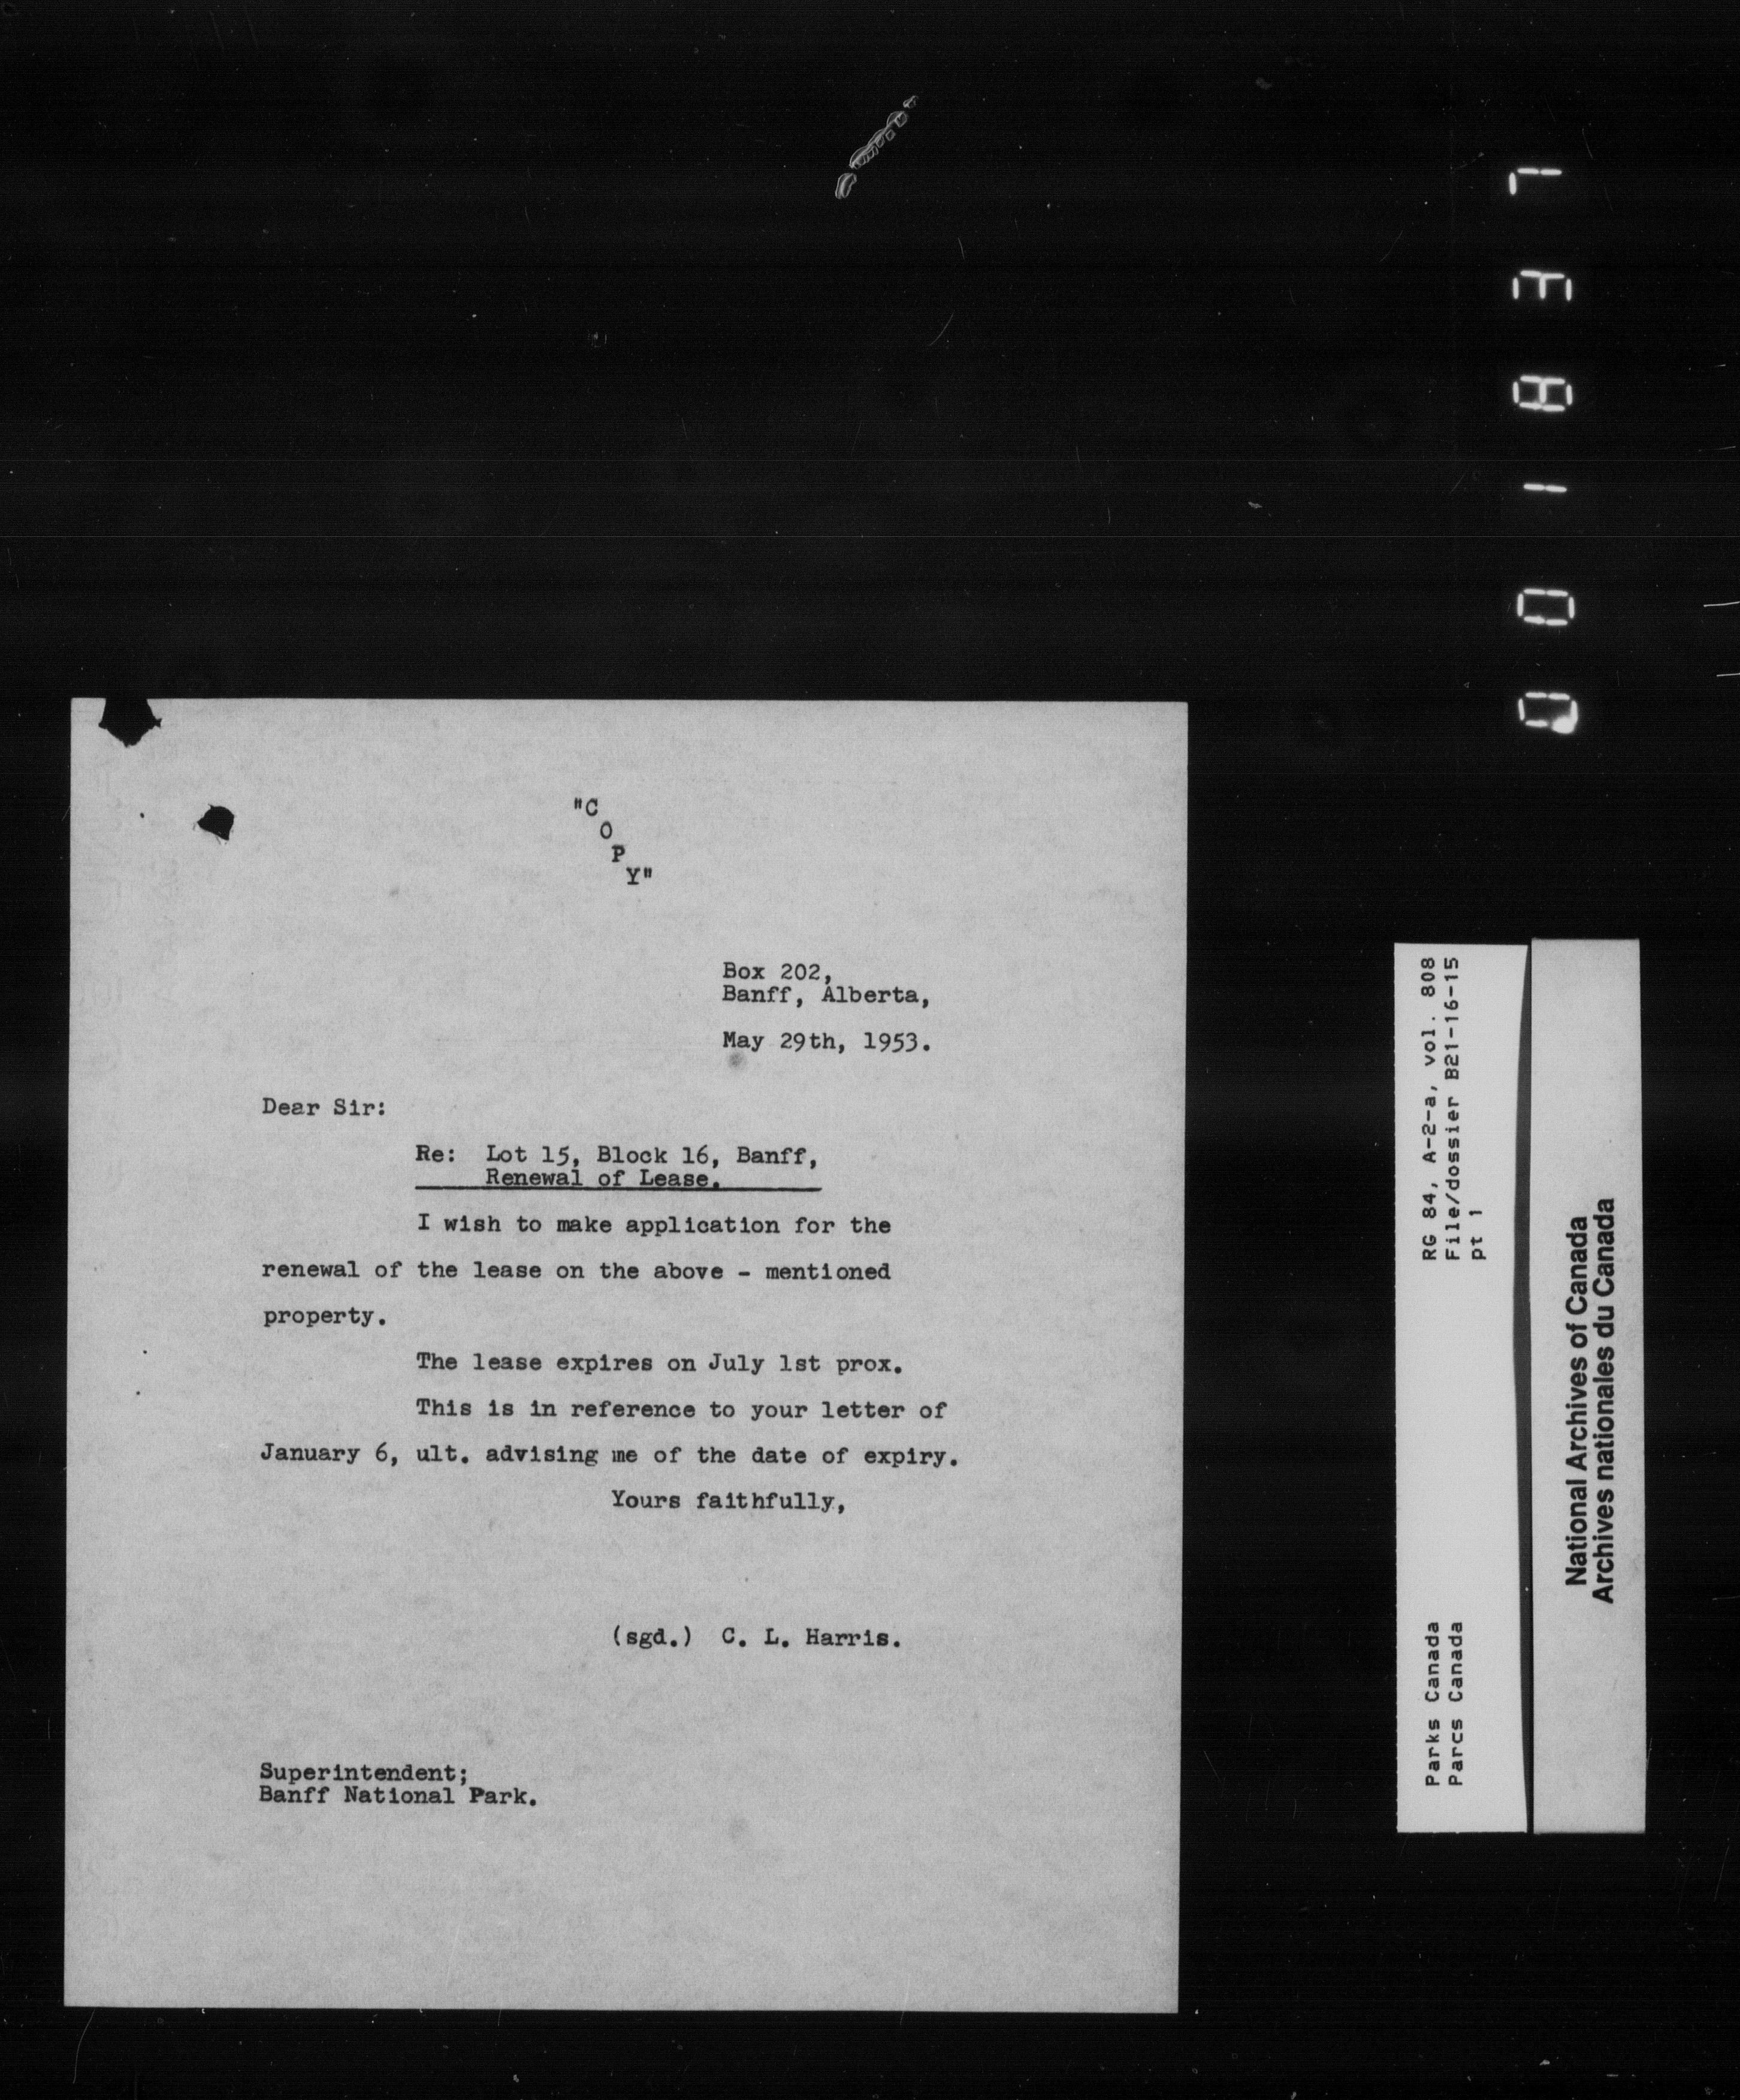 "C
O
P
Y"
Box 202,
Banff, Alberta,
May 29th, 1953.
Dear Sir:
Re: Lot 15, Block 16, Banff,
Renewal of Lease.
I wish to make application for the
renewal of the lease on the above - mentioned
property.
The lease expires on July 1st prox.
This is in reference to your letter of
January 6, ult. advising me of the date of expiry.
Yours faithfully,
(sgd.) C. L. Harris.
Superintendent;
Banff National Park.
Parks Canada RG 84, A-2-a, vol. 808
Parcs Canada File/dossier B21-16-15
pt 1
National Archives of Canada
Archives nationales du Canada
001837